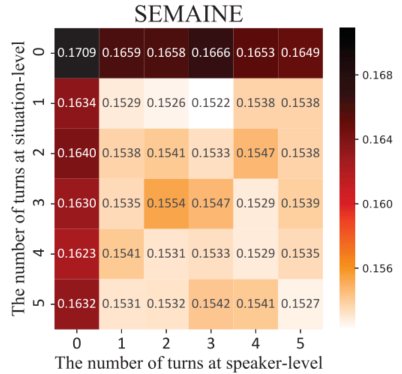 SEMAINE
The number of turns at situation-level
0 0.1709 0.1659 0.1658 0.1666 0.1653 0.1649
1 0.1634 0.1529 0.1526 0.1522 0.1538 0.1538
2 0.1640 0.1538 0.1541 0.1533 0.1547 0.1538
3 0.1630 0.1535 0.1554 0.1547 0.1529 0.1539
4 0.1623 0.1541 0.1531 0.1533 0.1529 0.1535
5 0.1632 0.1531 0.1532 0.1542 0.1541 0.1527
0 1 2 3 4 5
The number of turns at speaker-level
0.168
0.164
0.160
0.156